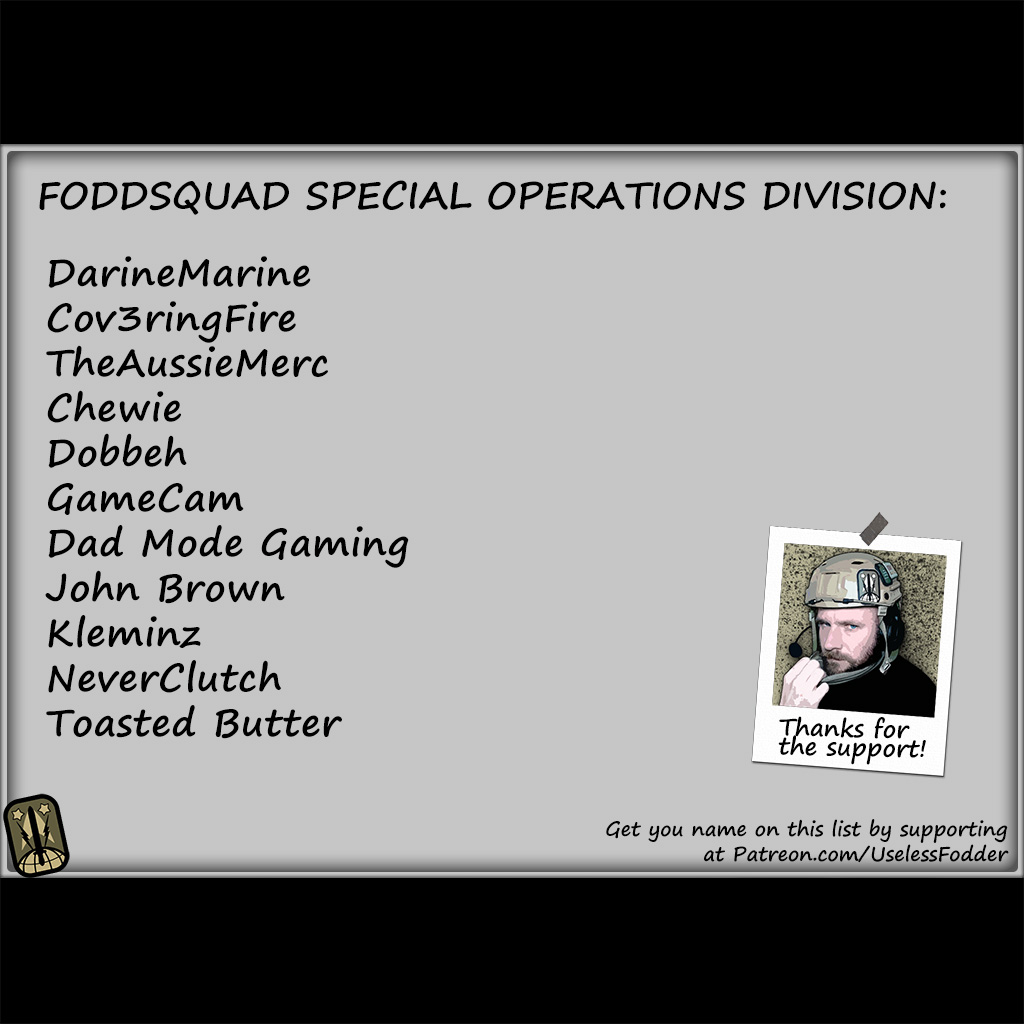 FODDSQUAD SPECIAL OPERATIONS DIVISION:
DarineMarine
Cov3ringFire
TheAussieMerc
Chewie
Dobbeh
GameCam
Dad Mode Gaming
John Brown
Kleminz
NeverClutch
Toasted Butter
Thanks for
the support!
Get you name on this list by supporting
at Patreon.com/UselessFodder